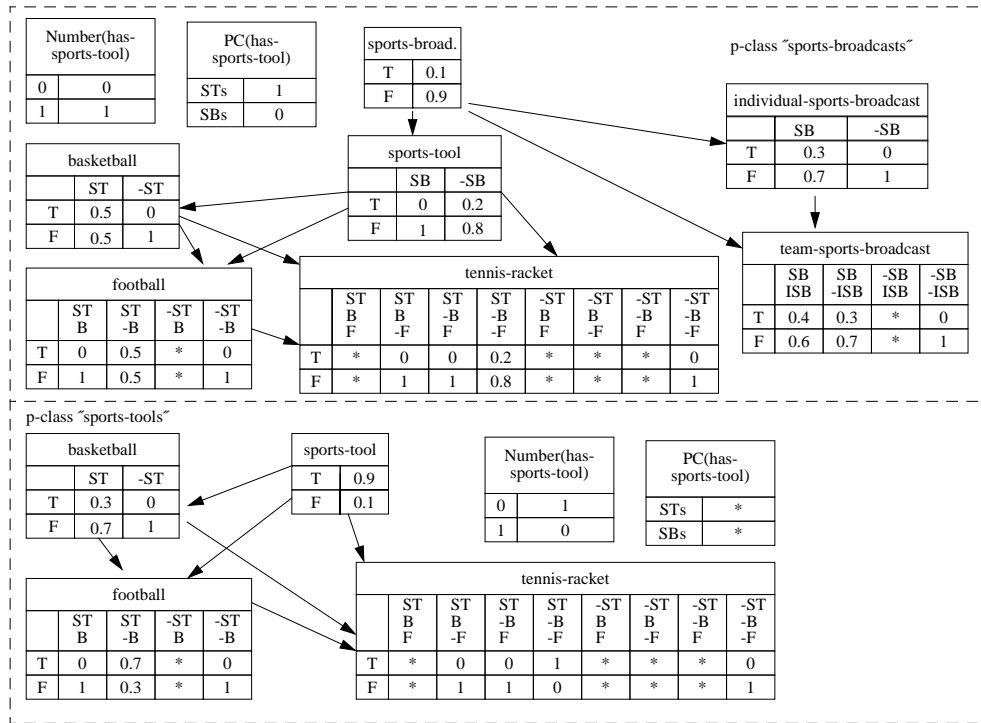 p-class ˝sports-broadcasts˝
Number(has-
sports-tool)
0 0
1 1
PC(has-
sports-tool)
STs 1
SBs 0
sports-broad.
T 0.1
F 0.9
individual-sports-broadcast
SB -SB
T 0.3 0
F 0.7 1
basketball
ST -ST
T 0.5 0
F 0.5 1
sports-tool
SB -SB
T 0 0.2
F 1 0.8
team-sports-broadcast
SB SB -SB -SB
ISB -ISB ISB -ISB
T 0.4 0.3 * 0
F 0.6 0.7 * 1
football
ST ST -ST -ST
B -B B -B
T 0 0.5 * 0
F 1 0.5 * 1
tennis-racket
ST ST ST ST -ST -ST -ST -ST
B B -B -B B B -B -B
F -F F -F F -F F -F
T * 0 0 0.2 * * * 0
F * 1 1 0.8 * * * 1
p-class ˝sports-tools˝
basketball
ST -ST
T 0.3 0
F 0.7 1
sports-tool
T 0.9
F 0.1
Number(has-
sports-tool)
0 1
1 0
PC(has-
sports-tool)
STs *
SBs *
football
ST ST -ST -ST
B -B B -B
T 0 0.7 * 0
F 1 0.3 * 1
tennis-racket
ST ST ST ST -ST -ST -ST -ST
B B -B -B B B -B -B
F -F F -F F -F F -F
T * 0 0 1 * * * 0
F * 1 1 0 * * * 1